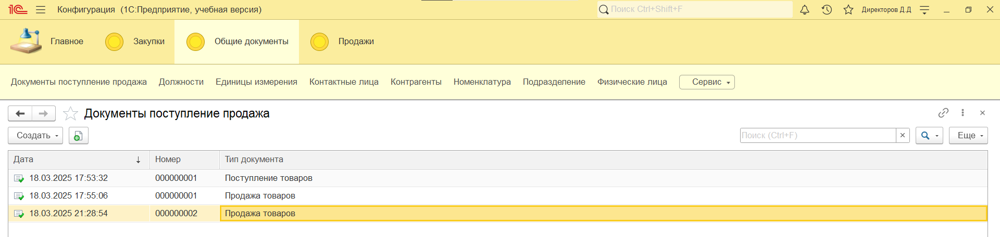 1С Конфигурация (1С:Предприятие, учебная версия) Поиск Ctrl+Shift+F Директоров Д.Д
Главное Закупки Общие документы Продажи
Документы поступление продажа Должности Единицы измерения Контактные лица Контрагенты Номенклатура Подразделение Физические лица Сервис
Документы поступление продажа
Создать Поиск (Ctrl+F) Еще
Дата Номер Тип документа
18.03.2025 17:53:32 000000001 Поступление товаров
18.03.2025 17:55:06 000000001 Продажа товаров
18.03.2025 21:28:54 000000002 Продажа товаров